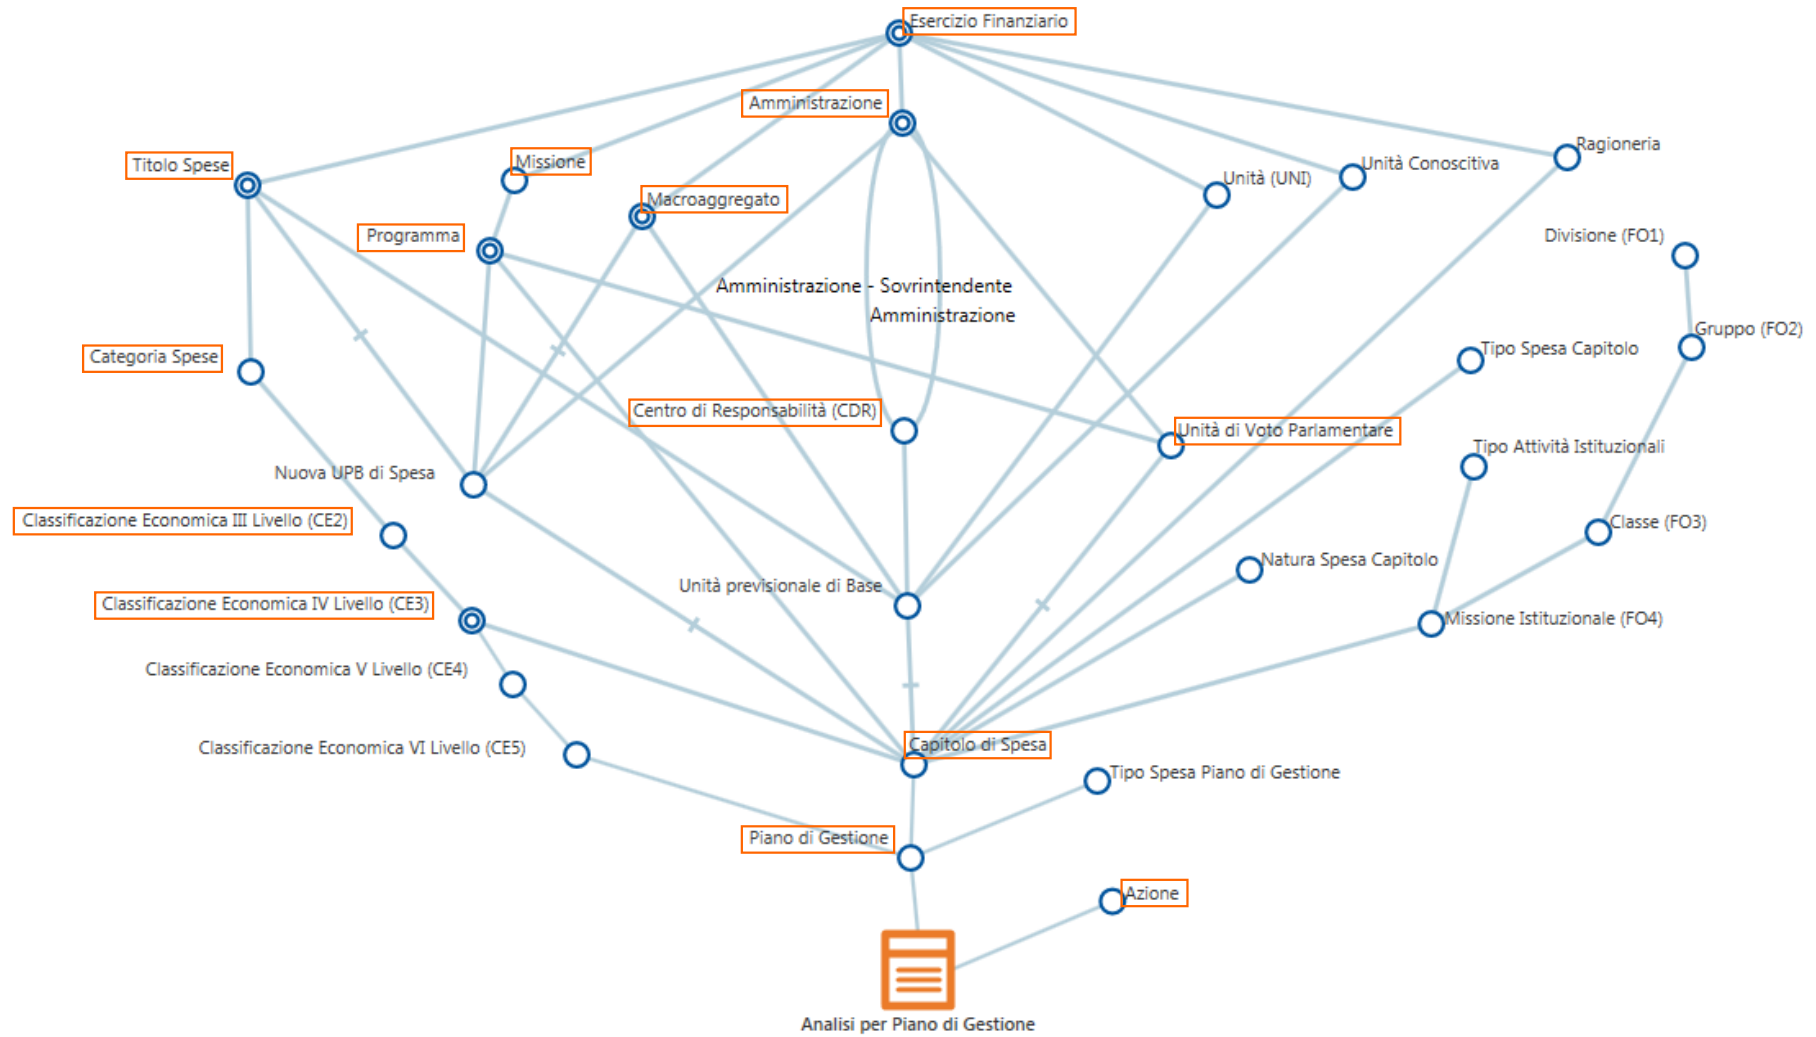 Esercizio Finanziario
Amministrazione
Ragioneria
Titolo Spese
Missione
Unità Conoscitiva
Unità (UNI)
Macroaggregato
Programma
Divisione (FO1)
Amministrazione - Sovrintendente
Amministrazione
Gruppo (FO2)
Categoria Spese
Tipo Spesa Capitolo
Centro di Responsabilità (CDR)
Unità di Voto Parlamentare
Tipo Attività Istituzionali
Nuova UPB di Spesa
Classificazione Economica III Livello (CE2)
Classe (FO3)
Natura Spesa Capitolo
Unità previsionale di Base
Classificazione Economica IV Livello (CE3)
Missione Istituzionale (FO4)
Classificazione Economica V Livello (CE4)
Classificazione Economica VI Livello (CE5)
Capitolo di Spesa
Tipo Spesa Piano di Gestione
Piano di Gestione
Azione
Analisi per Piano di Gestione